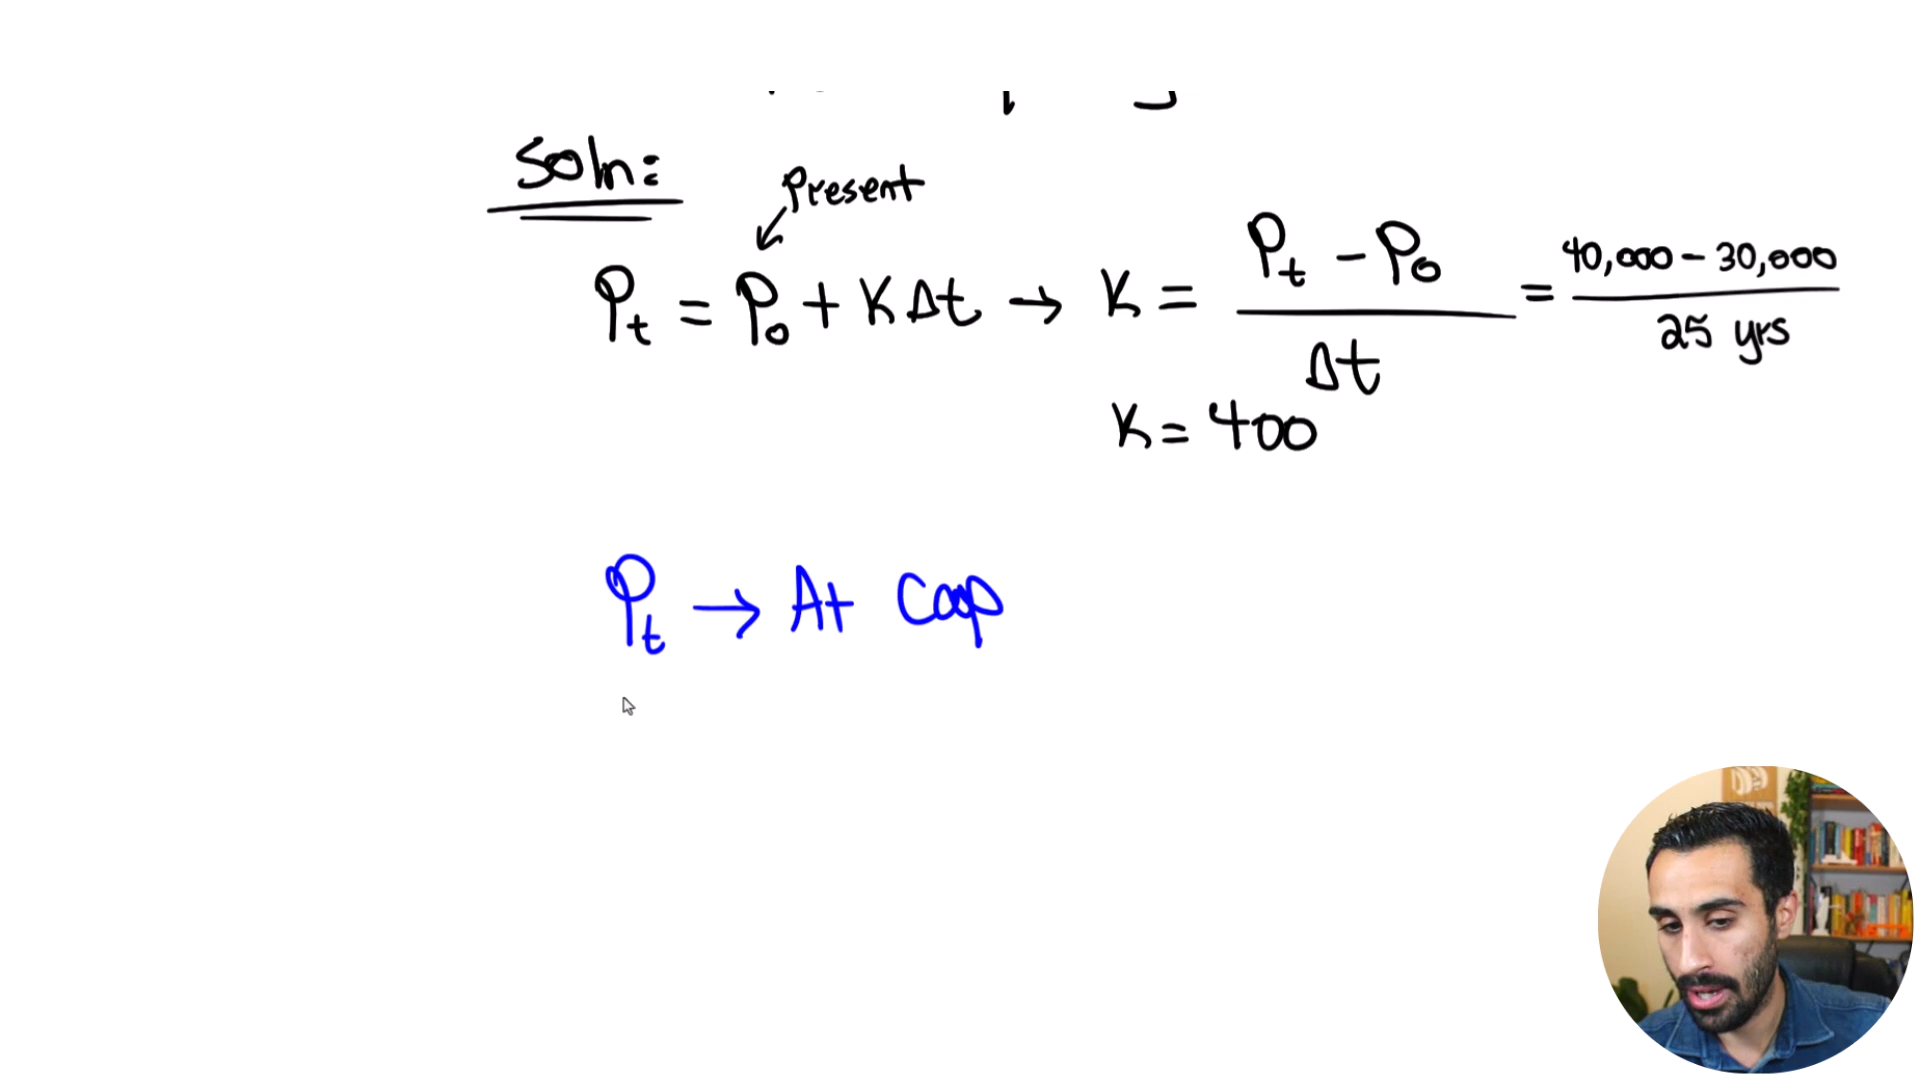 Soln:
Present
Pt = P0 + KΔt → K = (Pt - P0) / Δt = (40,000 - 30,000) / 25 yrs
K = 400
Pt → At Cap